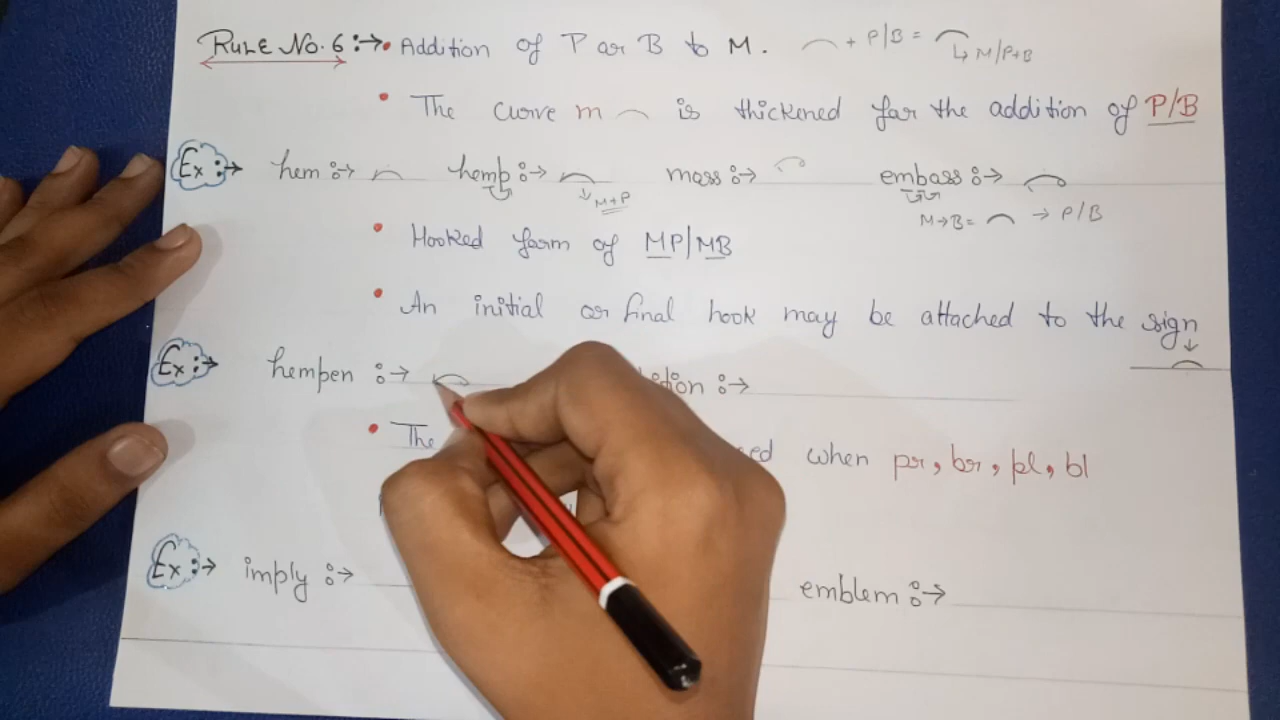 Rule No. 6 :→ • Addition of P or B to M. + P/B = M/P+B
• The curve m is thickened for the addition of P/B
Ex :→ hem :→ hemp :→ M+P mass :→ embass :→
M→B= → P/B
• Hooked form of MP/MB
• An initial or final hook may be attached to the sign
Ex :→ hempen :→ :→
• The when pr, br, pl, bl
Ex :→ imply :→ emblem :→